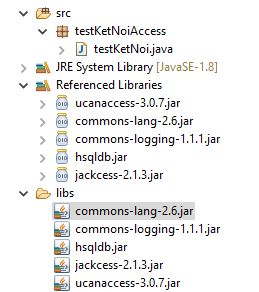 src
testKetNoiAccess
testKetNoi.java
JRE System Library [JavaSE-1.8]
Referenced Libraries
ucanaccess-3.0.7.jar
commons-lang-2.6.jar
commons-logging-1.1.1.jar
hsqldb.jar
jackcess-2.1.3.jar
libs
commons-lang-2.6.jar
commons-logging-1.1.1.jar
hsqldb.jar
jackcess-2.1.3.jar
ucanaccess-3.0.7.jar